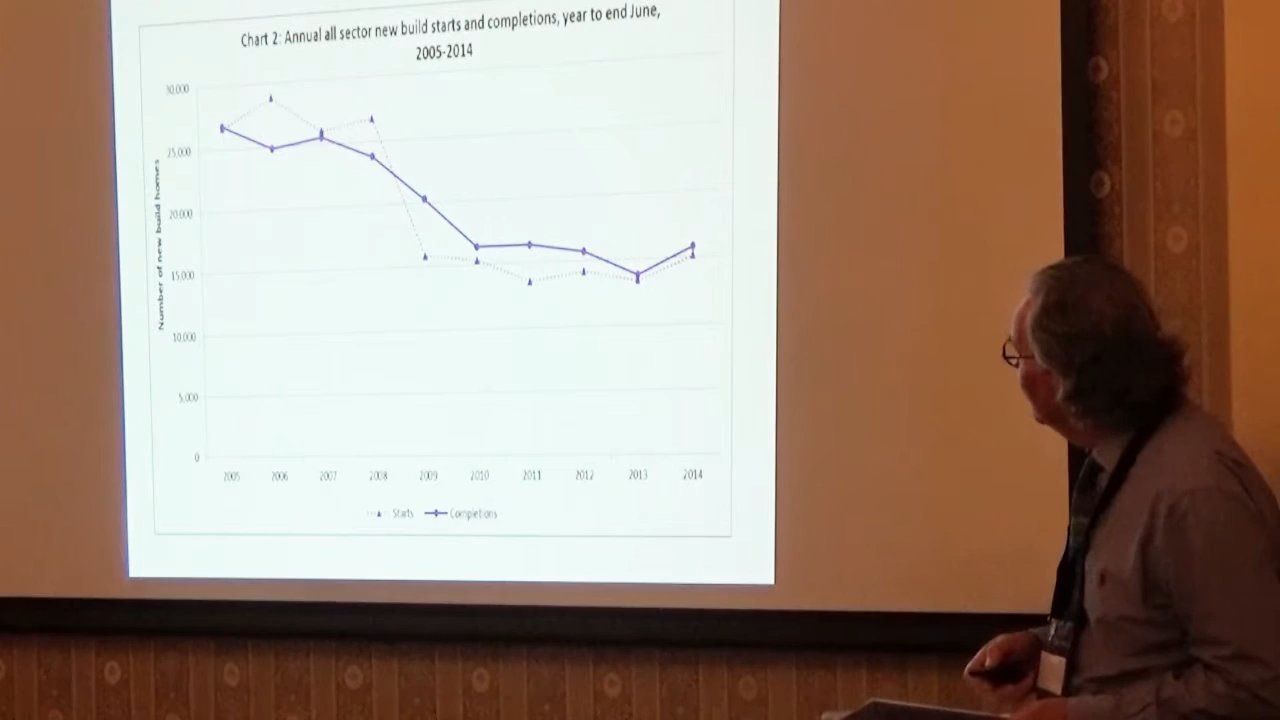 Chart 2: Annual all sector new build starts and completions, year to end June,
2005-2014
30,000
25,000
20,000
15,000
10,000
5,000
0
Number of new build homes
2005 2006 2007 2008 2009 2010 2011 2012 2013 2014
Starts Completions